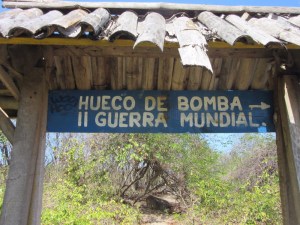 HUECO DE BOMBA →
II GUERRA MUNDIAL.